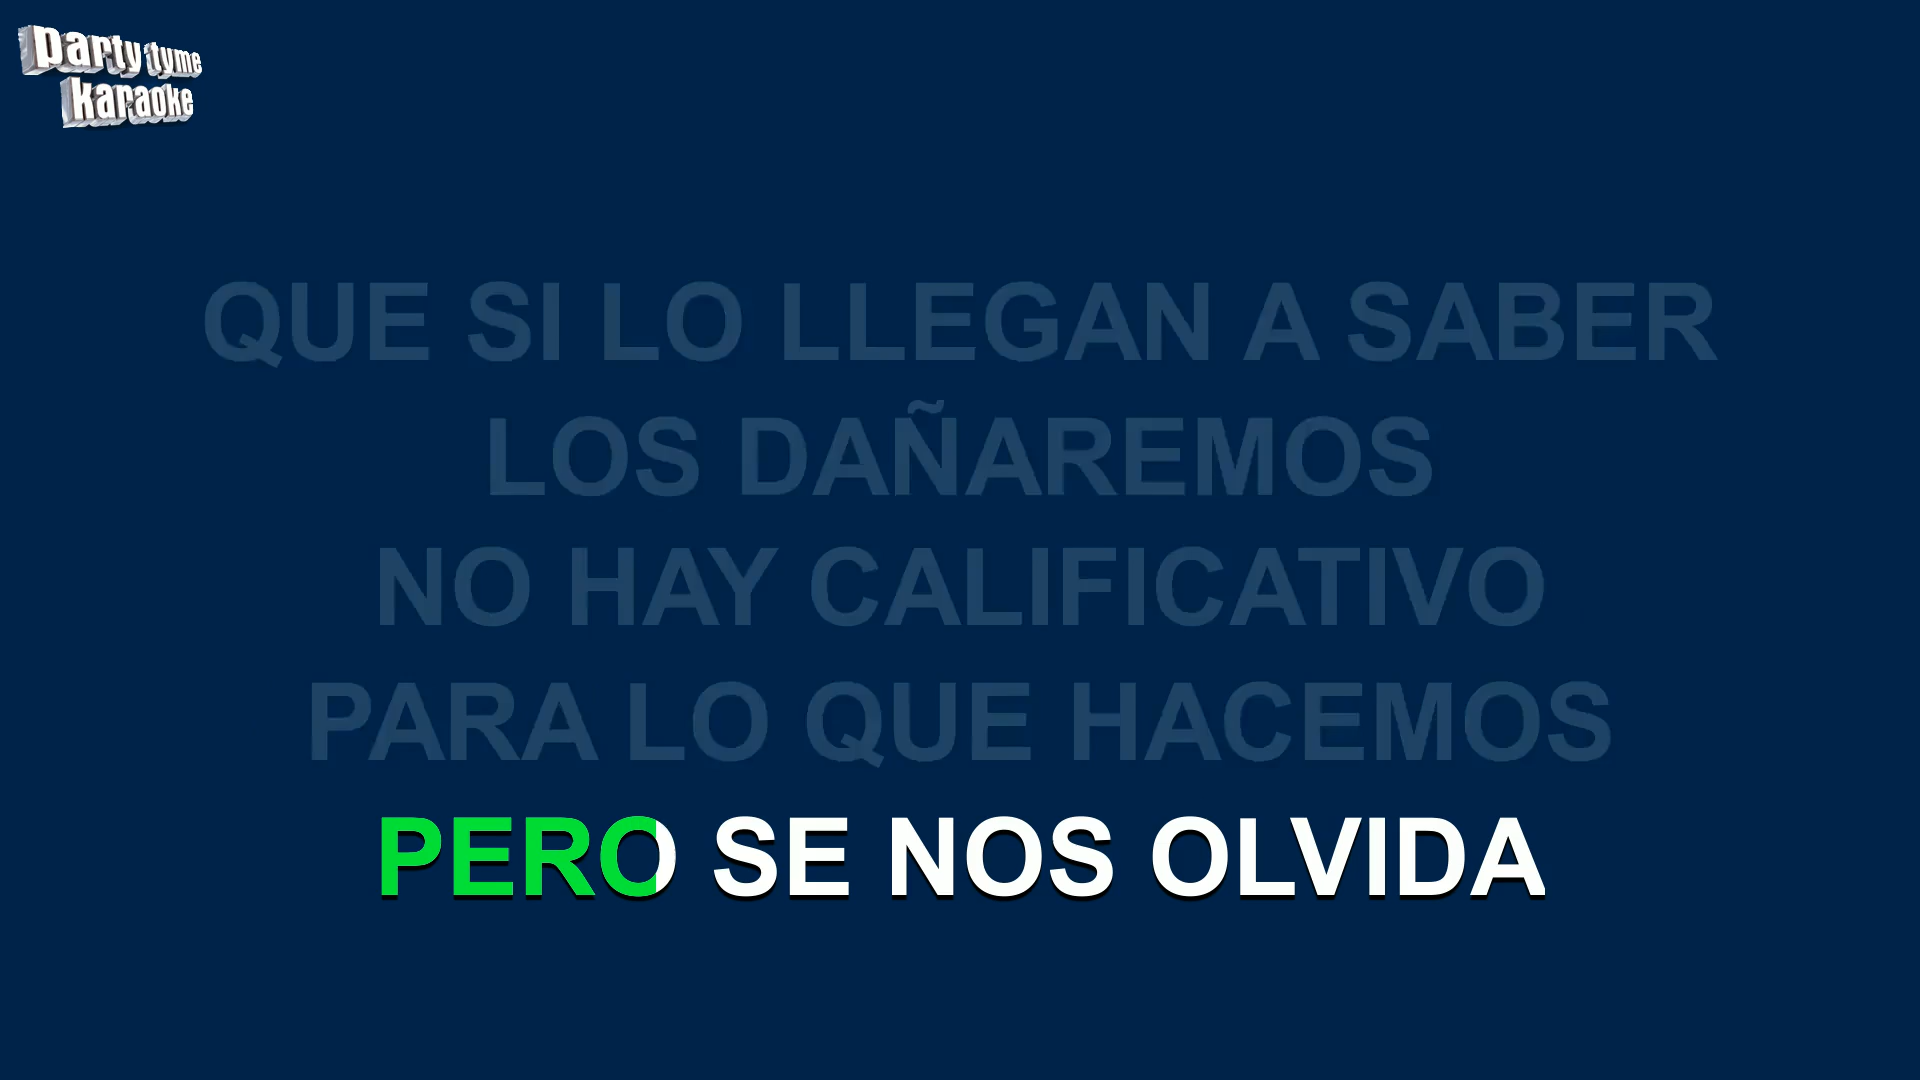 party tyme
karaoke
QUE SI LO LLEGAN A SABER
LOS DAÑAREMOS
NO HAY CALIFICATIVO
PARA LO QUE HACEMOS
PERO SE NOS OLVIDA